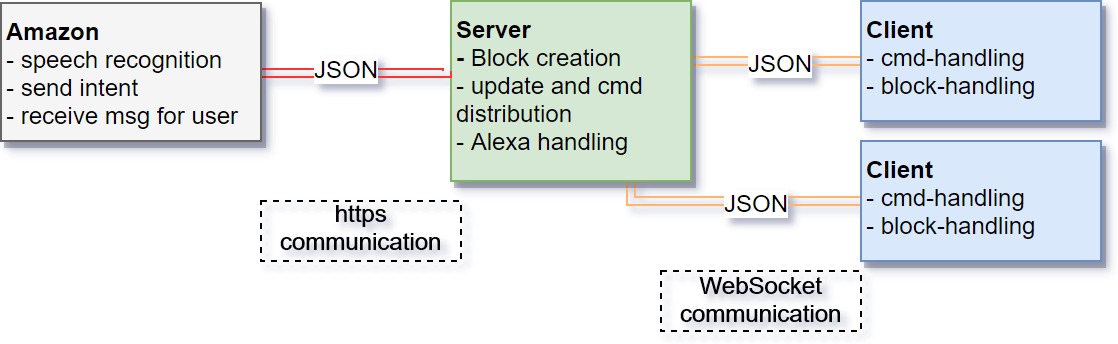 Amazon
- speech recognition
- send intent
- receive msg for user
JSON
Server
- Block creation
- update and cmd
distribution
- Alexa handling
JSON
Client
- cmd-handling
- block-handling
JSON
Client
- cmd-handling
- block-handling
https
communication
WebSocket
communication